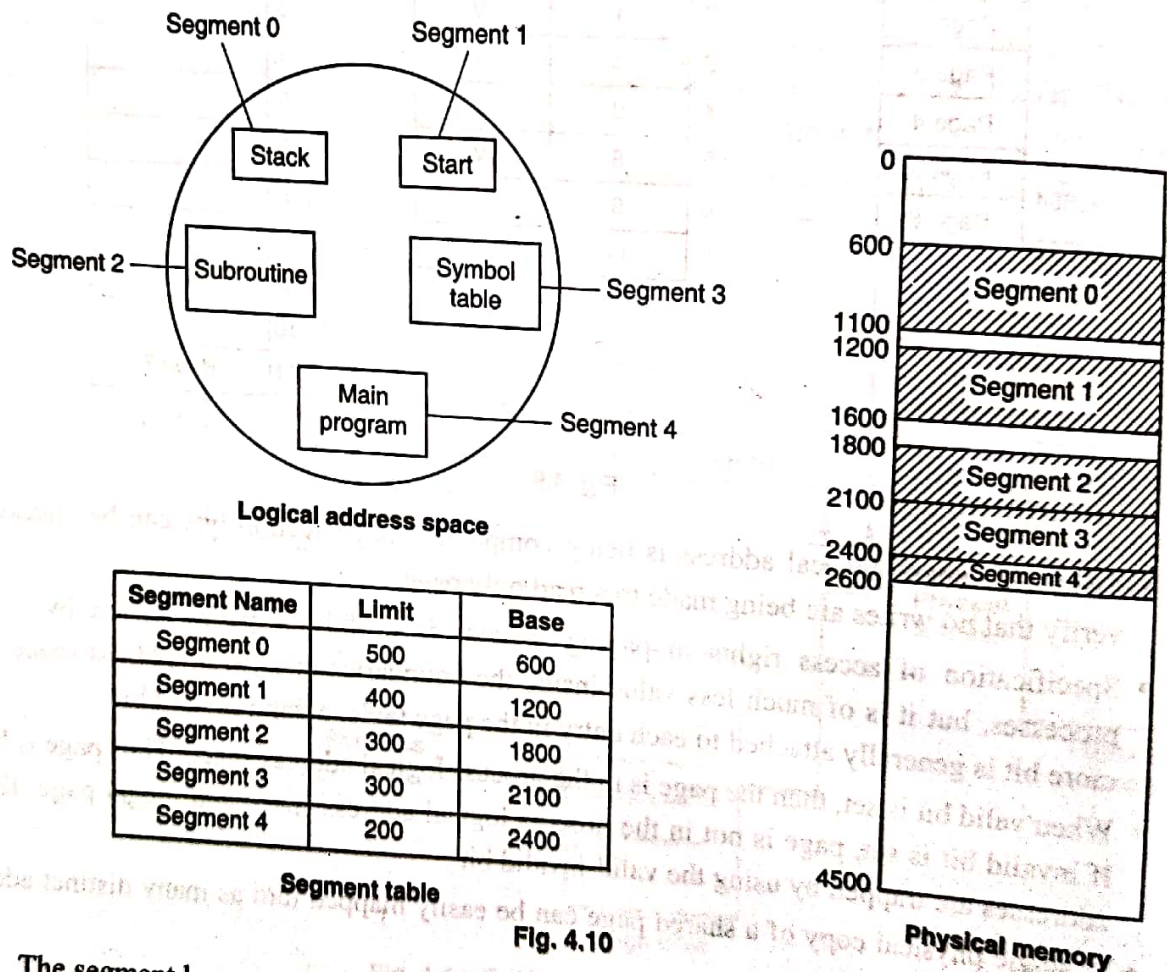 Segment 0
Segment 1
Stack
Start
Segment 2
Subroutine
Symbol
table
Segment 3
Main
program
Segment 4
Logical address space
Segment Name Limit Base
Segment 0 500 600
Segment 1 400 1200
Segment 2 300 1800
Segment 3 300 2100
Segment 4 200 2400
Segment table
Fig. 4.10
0
600
Segment 0
1100
1200
Segment 1
1600
1800
Segment 2
2100
Segment 3
2400
Segment 4
2600
4500
Physical memory
The segment